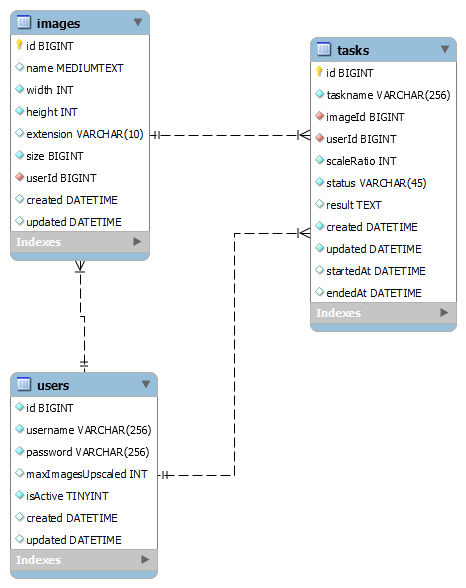 images
id BIGINT
name MEDIUMTEXT
width INT
height INT
extension VARCHAR(10)
size BIGINT
userId BIGINT
created DATETIME
updated DATETIME
Indexes
tasks
id BIGINT
taskname VARCHAR(256)
imageId BIGINT
userId BIGINT
scaleRatio INT
status VARCHAR(45)
result TEXT
created DATETIME
updated DATETIME
startedAt DATETIME
endedAt DATETIME
Indexes
users
id BIGINT
username VARCHAR(256)
password VARCHAR(256)
maxImagesUpscaled INT
isActive TINYINT
created DATETIME
updated DATETIME
Indexes